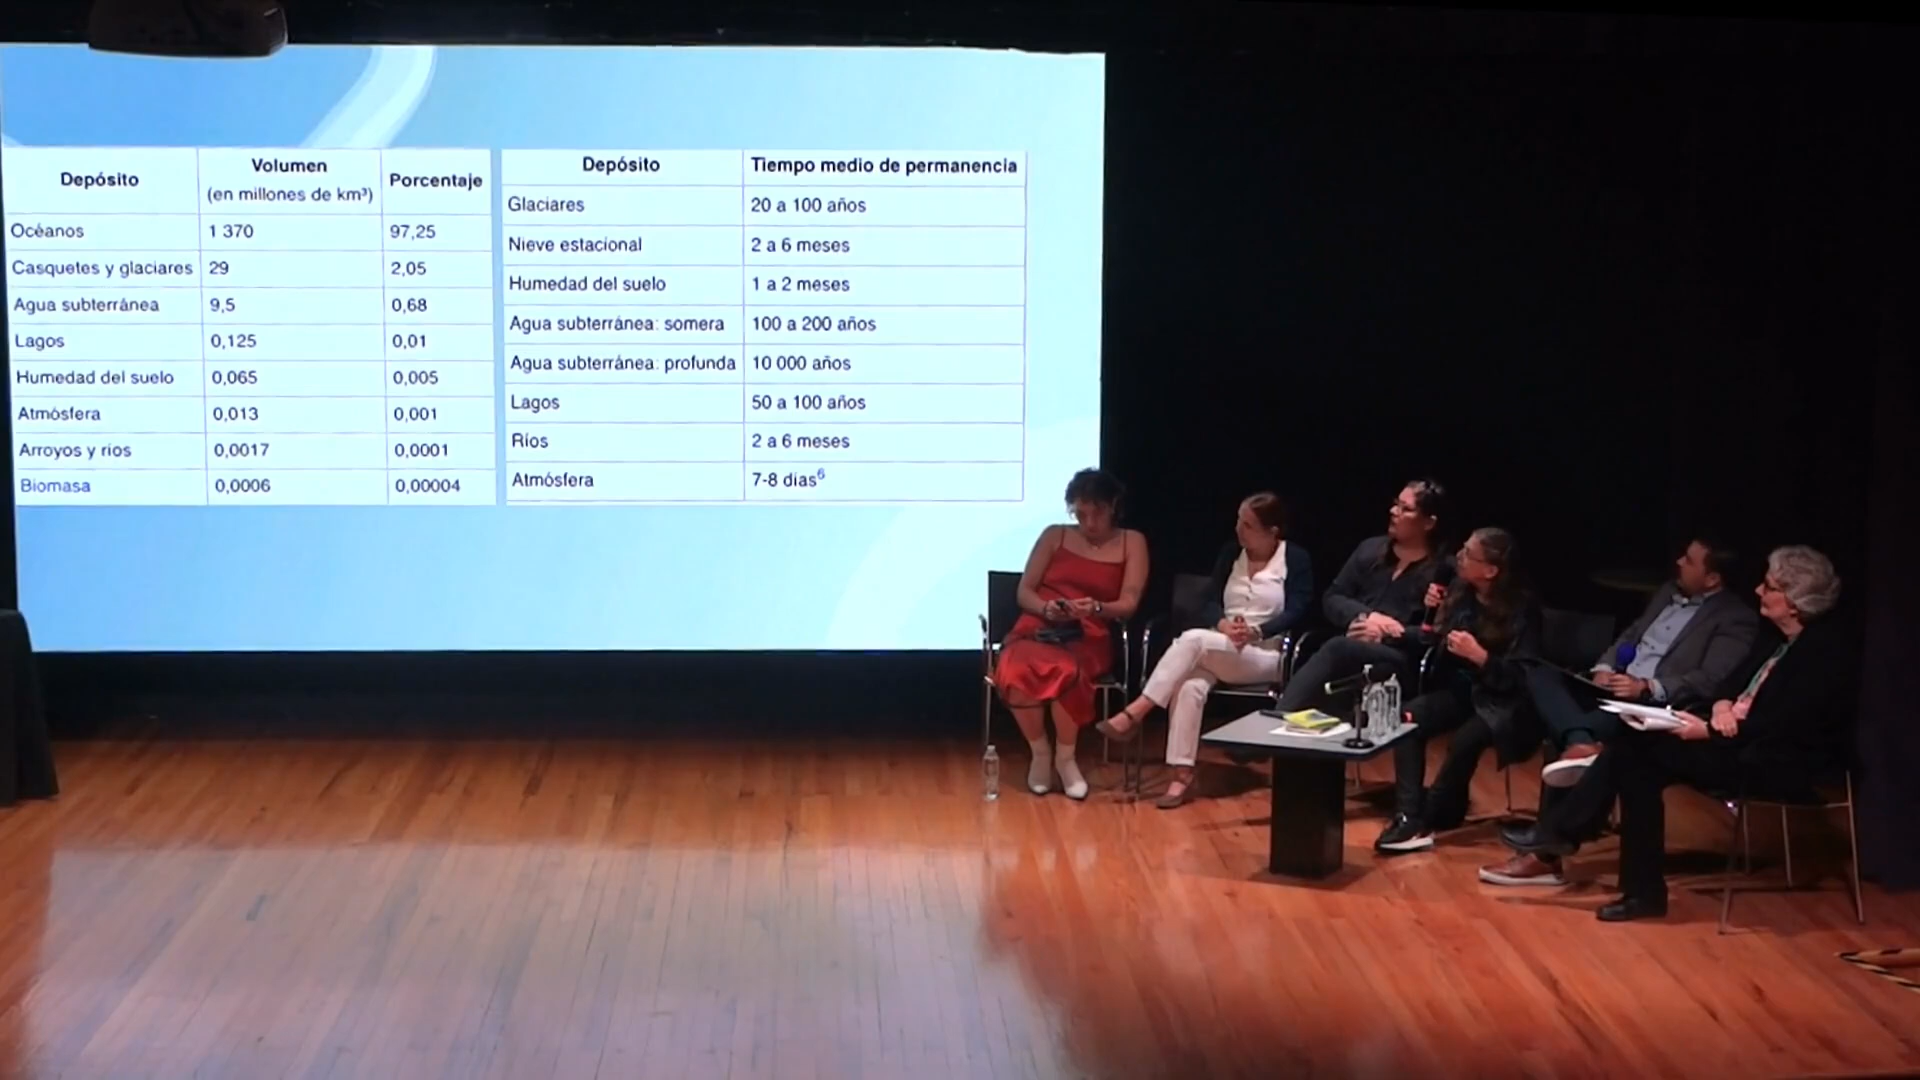 Depósito Volumen (en millones de km³) Porcentaje
Océanos 1 370 97,25
Casquetes y glaciares 29 2,05
Agua subterránea 9,5 0,68
Lagos 0,125 0,01
Humedad del suelo 0,065 0,005
Atmósfera 0,013 0,001
Arroyos y ríos 0,0017 0,0001
Biomasa 0,0006 0,00004
Depósito Tiempo medio de permanencia
Glaciares 20 a 100 años
Nieve estacional 2 a 6 meses
Humedad del suelo 1 a 2 meses
Agua subterránea: somera 100 a 200 años
Agua subterránea: profunda 10 000 años
Lagos 50 a 100 años
Ríos 2 a 6 meses
Atmósfera 7-8 días⁶